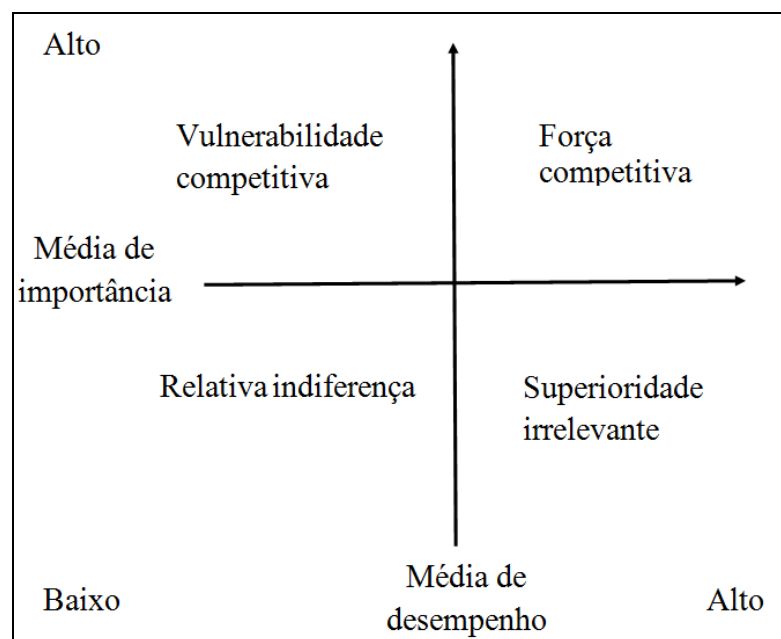 Alto
Vulnerabilidade
competitiva
Força
competitiva
Média de
importância
Relativa indiferença
Superioridade
irrelevante
Baixo
Média de
desempenho
Alto